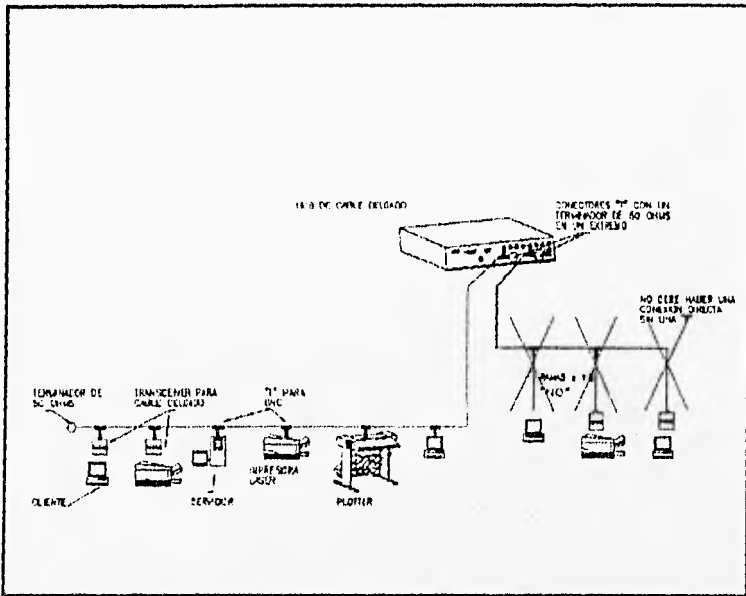 HUB DE CABLE DELGADO
CONECTORES "T" CON UN
TERMINADOR DE 50 OHMS
EN UN EXTREMO
NO DEBE HABER UNA
CONEXION DIRECTA
SIN UNA
TERMINADOR DE
50 OHMS
TRANSCEIVER PARA
CABLE DELGADO
"T" PARA
BNC
"NO"
CLIENTE
SERVIDOR
IMPRESORA
LASER
PLOTTER